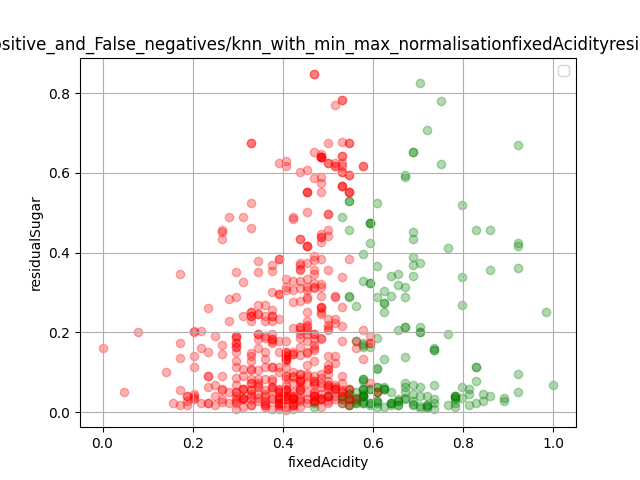 ositive_and_False_negatives/knn_with_min_max_normalisationfixedAcidityresi
0.8
0.6
residualSugar
0.4
0.2
0.0
0.0 0.2 0.4 0.6 0.8 1.0
fixedAcidity